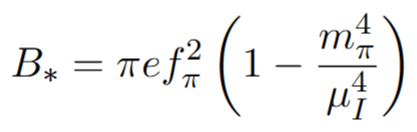 B_* = \pi e f_\pi^2 \left( 1 - \frac{m_\pi^4}{\mu_I^4} \right)